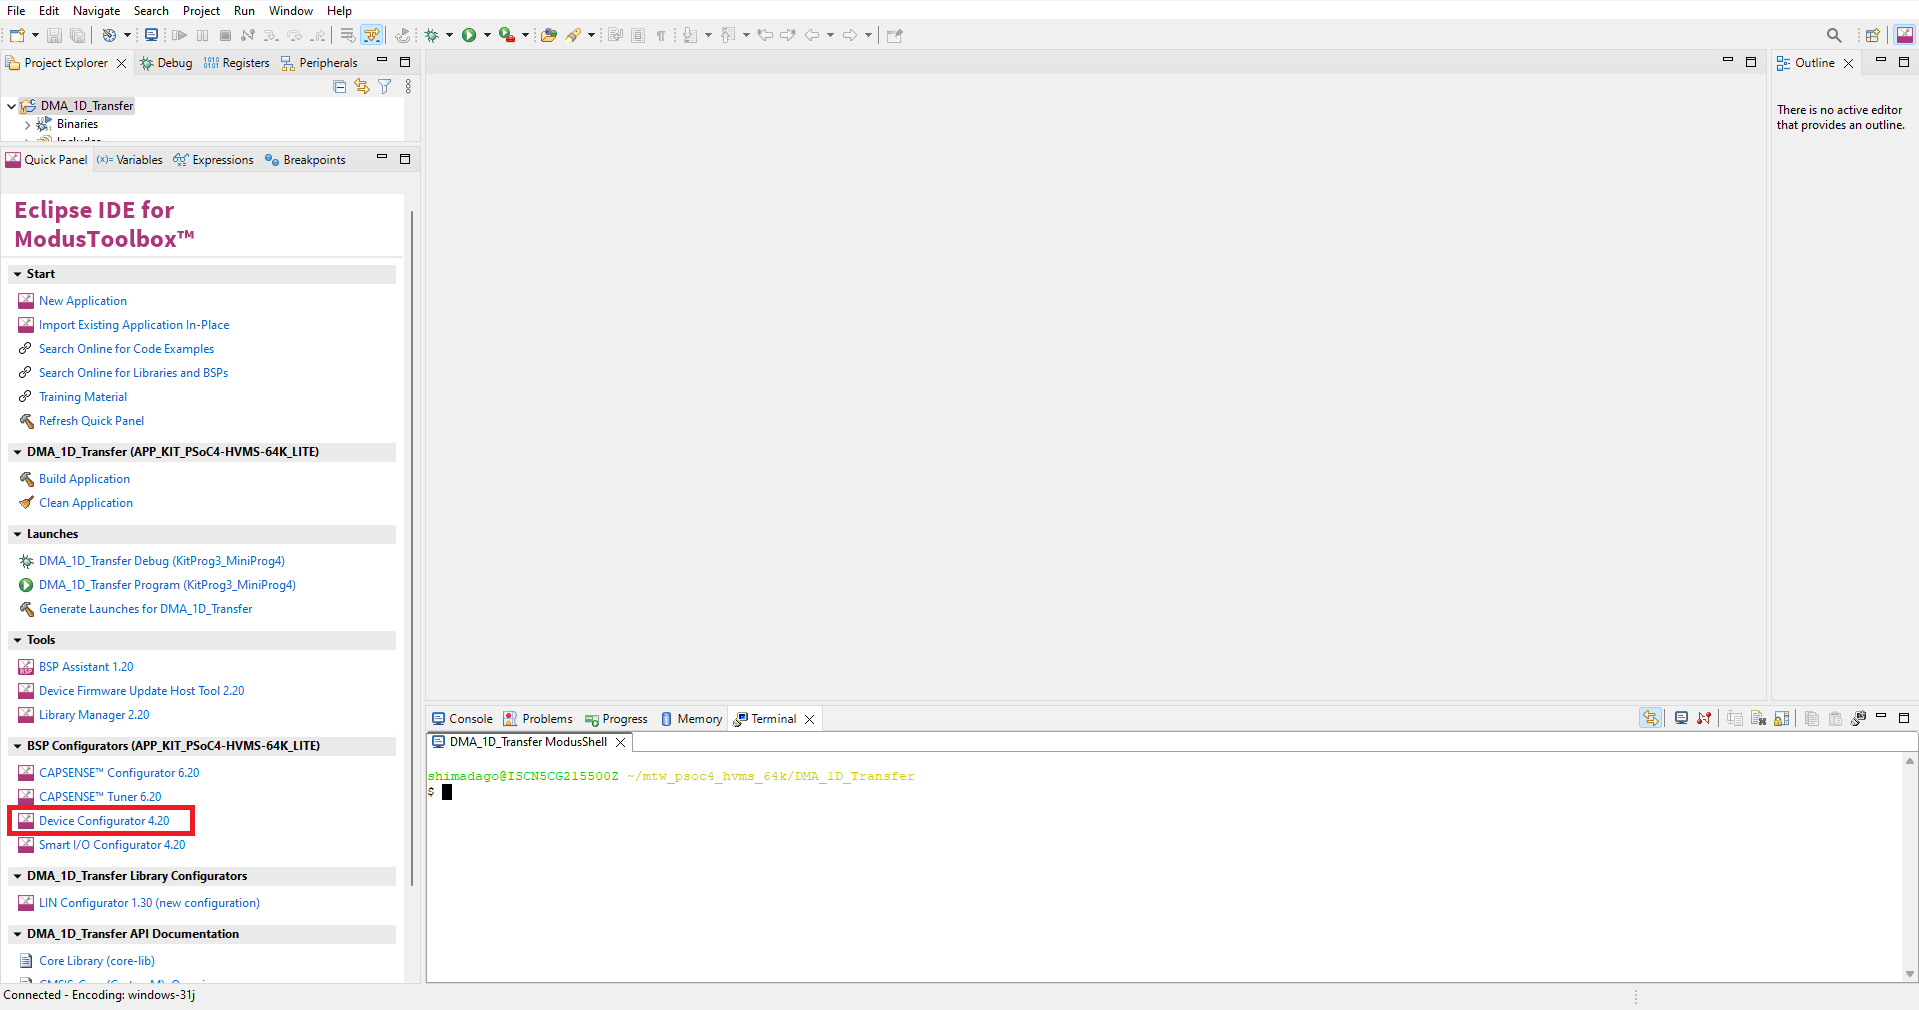 File Edit Navigate Search Project Run Window Help
Project Explorer Debug Registers Peripherals
DMA_1D_Transfer
Binaries
Includes
Quick Panel (x)= Variables Expressions Breakpoints
Eclipse IDE for
ModusToolbox™
Start
New Application
Import Existing Application In-Place
Search Online for Code Examples
Search Online for Libraries and BSPs
Training Material
Refresh Quick Panel
DMA_1D_Transfer (APP_KIT_PSoC4-HVMS-64K_LITE)
Build Application
Clean Application
Launches
DMA_1D_Transfer Debug (KitProg3_MiniProg4)
DMA_1D_Transfer Program (KitProg3_MiniProg4)
Generate Launches for DMA_1D_Transfer
Tools
BSP Assistant 1.20
Device Firmware Update Host Tool 2.20
Library Manager 2.20
BSP Configurators (APP_KIT_PSoC4-HVMS-64K_LITE)
CAPSENSE™ Configurator 6.20
CAPSENSE™ Tuner 6.20
Device Configurator 4.20
Smart I/O Configurator 4.20
DMA_1D_Transfer Library Configurators
LIN Configurator 1.30 (new configuration)
DMA_1D_Transfer API Documentation
Core Library (core-lib)
Outline
There is no active editor
that provides an outline.
Console Problems Progress Memory Terminal
DMA_1D_Transfer ModusShell
shimadago@ISCN5CG215500Z ~/mtw_psoc4_hvms_64k/DMA_1D_Transfer
$
Connected - Encoding: windows-31j